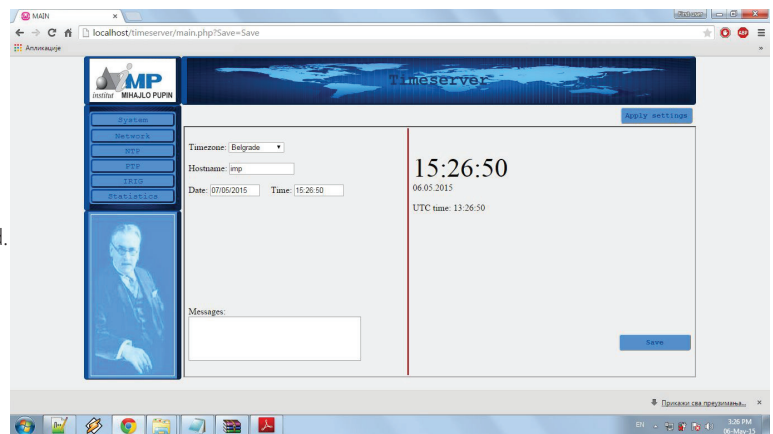 MAIN
localhost/timeserver/main.php?Save=Save
ABP
Апликације
IMP
institut MIHAJLO PUPIN
Timeserver
Apply settings
System
Network
NTP
PTP
IRIG
Statistics
Timezone: Belgrade
Hostname: imp
Date: 07/05/2015 Time: 15:26:50
15:26:50
06.05.2015
UTC time: 13:26:50
d.
Messages:
Save
Прикажи сва преузимања...
EN
3:26 PM
06-May-15